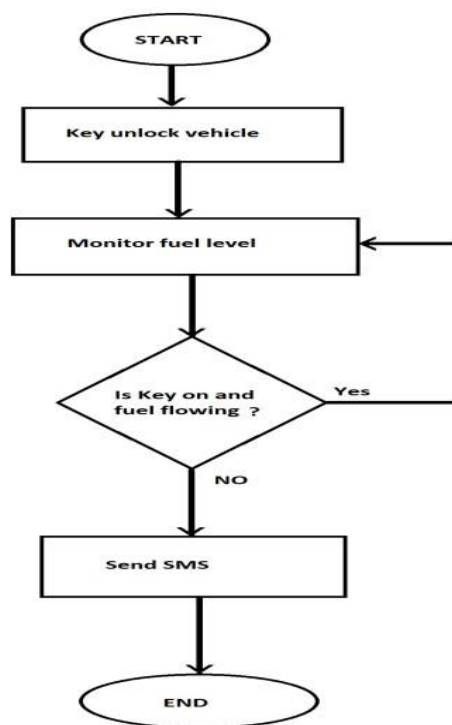 START
Key unlock vehicle
Monitor fuel level
Is Key on and
fuel flowing ?
Yes
NO
Send SMS
END